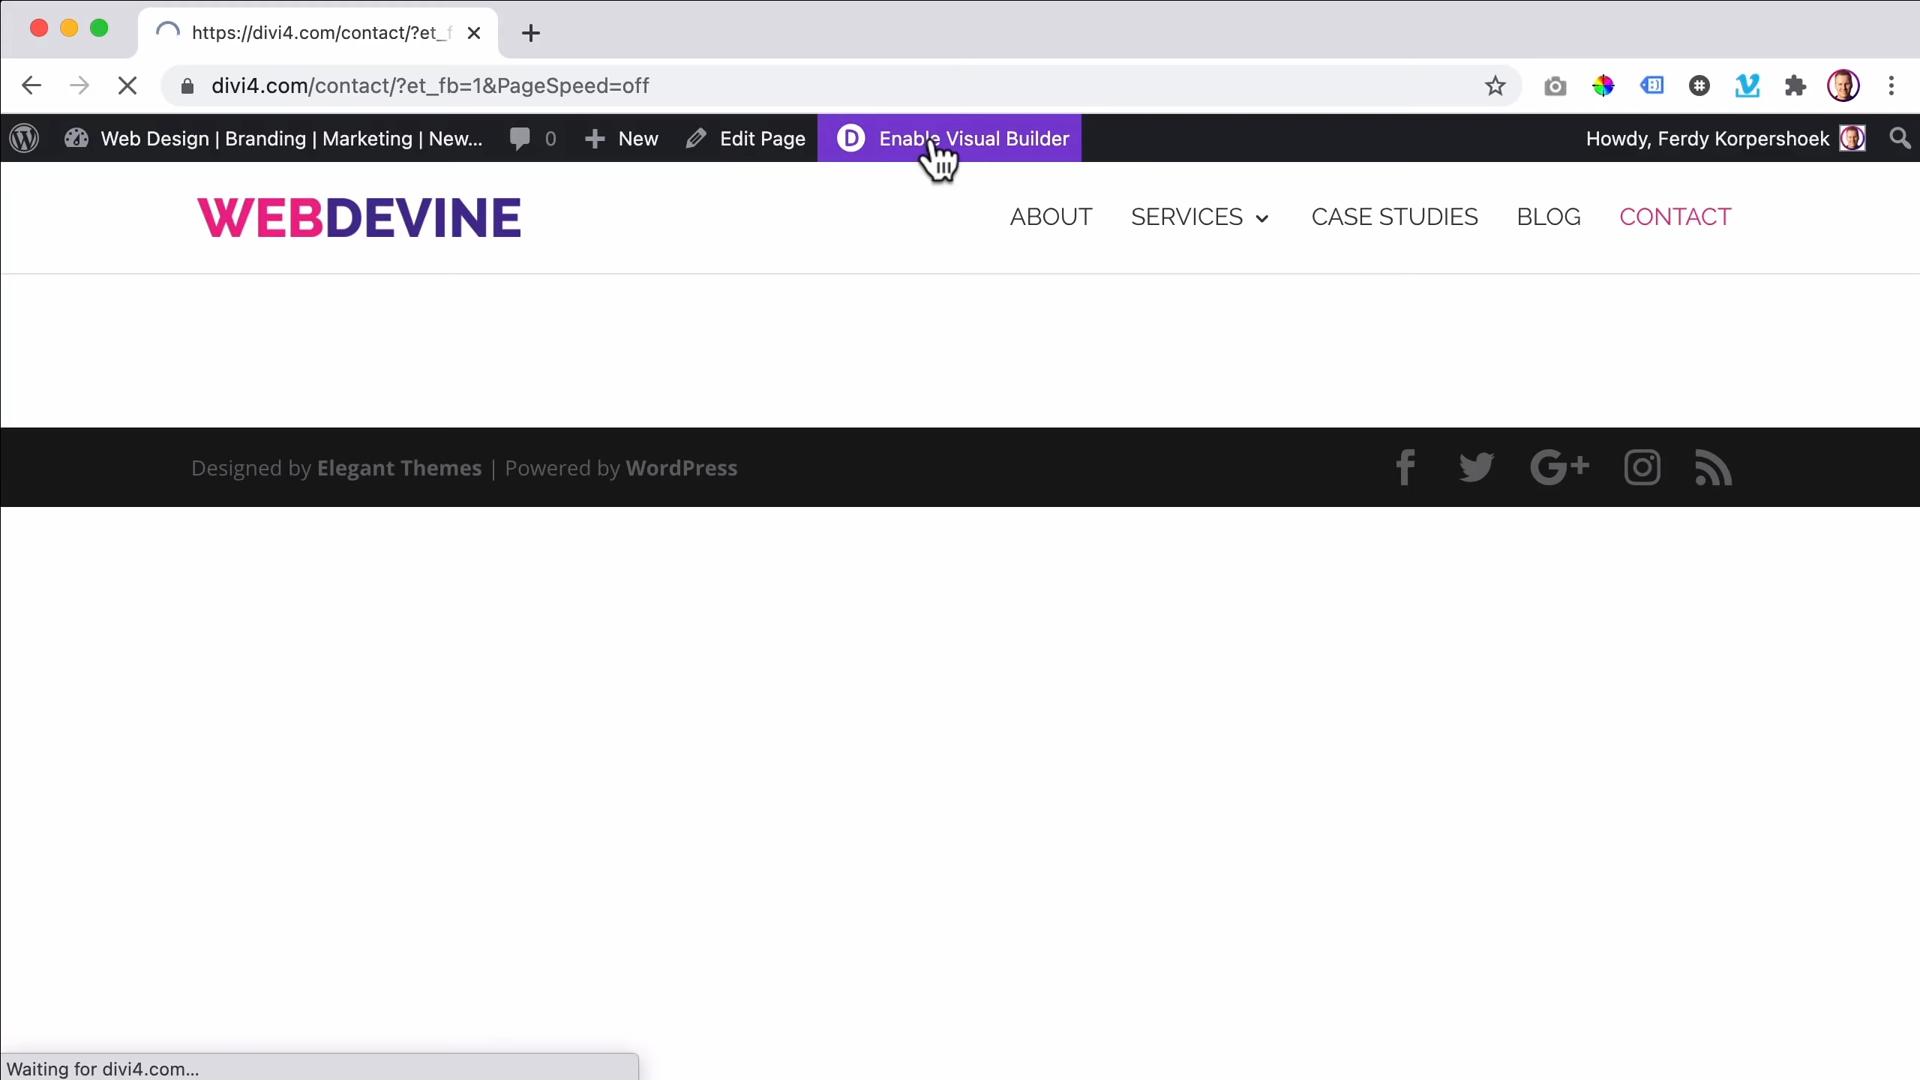 https://divi4.com/contact/?et_f
divi4.com/contact/?et_fb=1&PageSpeed=off
Web Design | Branding | Marketing | New... 0 New Edit Page D Enable Visual Builder Howdy, Ferdy Korpershoek
WEBDEVINE ABOUT SERVICES CASE STUDIES BLOG CONTACT
Designed by Elegant Themes | Powered by WordPress
Waiting for divi4.com...